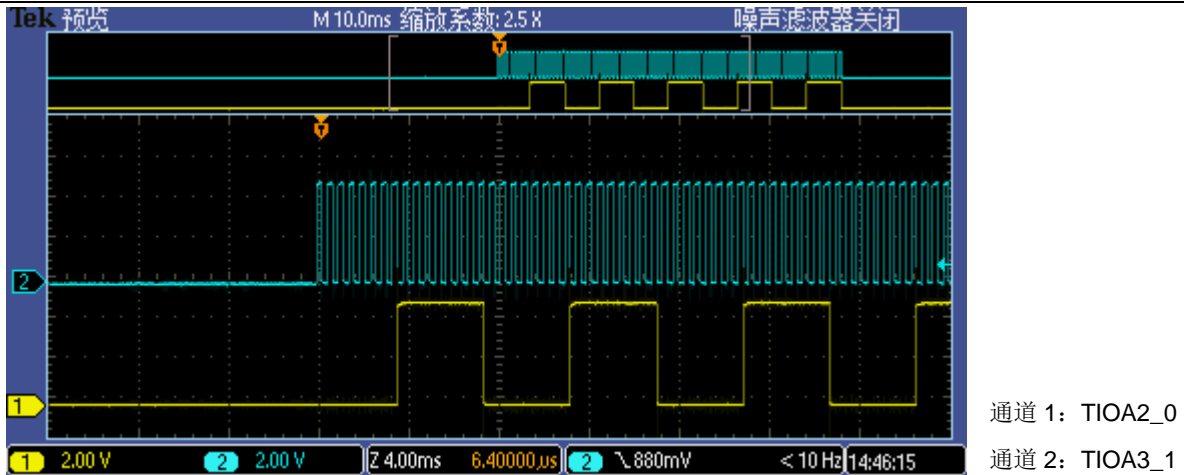 Tek 预览 M 10.0ms 缩放系数: 2.5 X 噪声滤波器关闭
T
T
2
1
通道 1：TIOA2_0
1 2.00 V 2 2.00 V Z 4.00ms 6.40000µs 2 \ 880mV < 10 Hz 14:46:15
通道 2：TIOA3_1